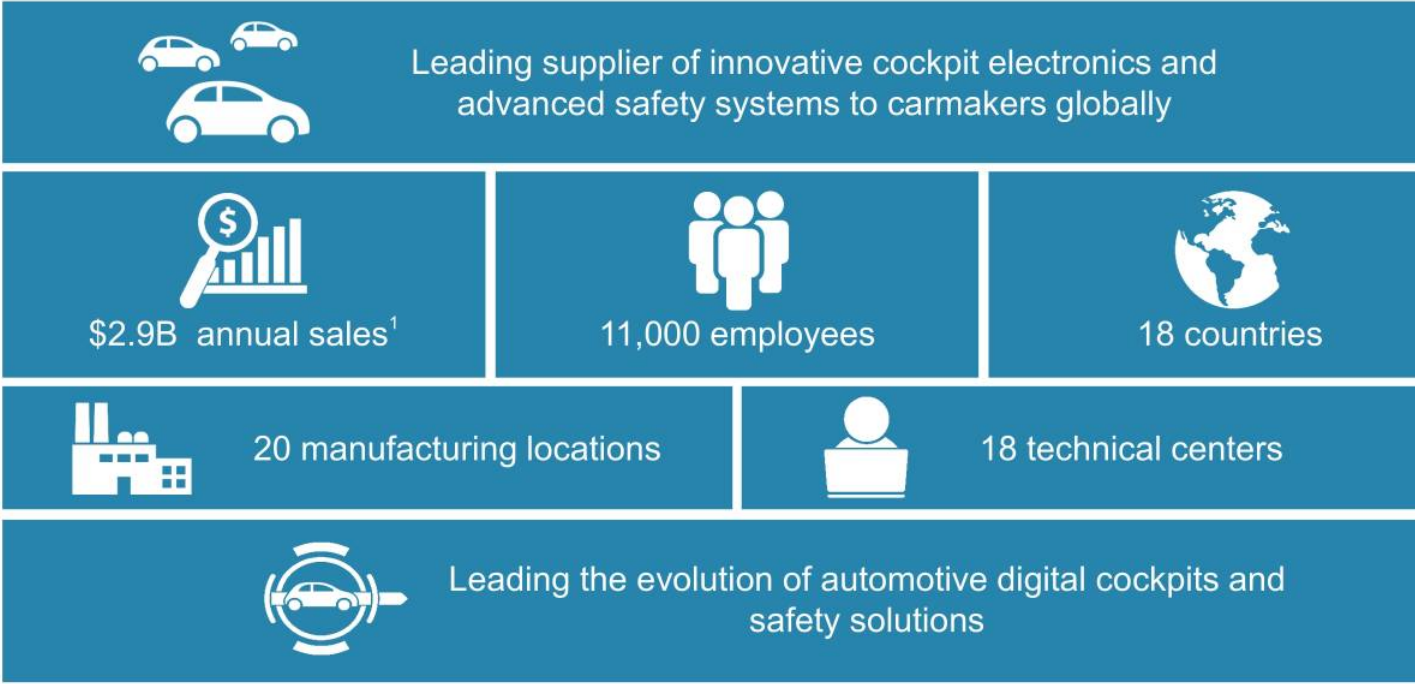 Leading supplier of innovative cockpit electronics and
advanced safety systems to carmakers globally
$
$2.9B annual sales1
11,000 employees
18 countries
20 manufacturing locations
18 technical centers
Leading the evolution of automotive digital cockpits and
safety solutions